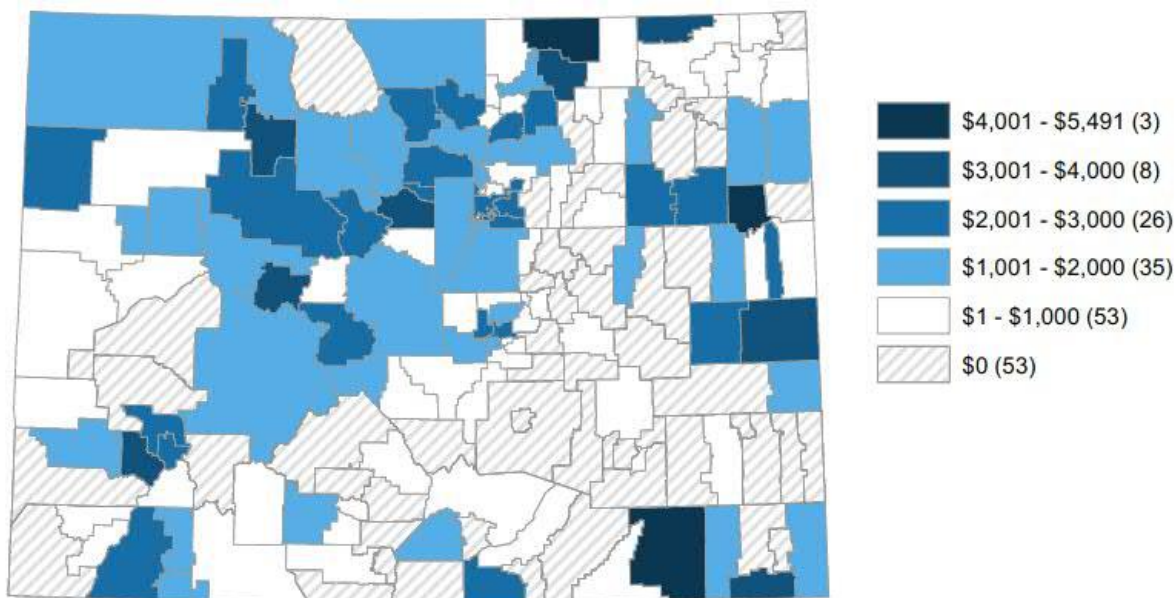 $4,001 - $5,491 (3)
$3,001 - $4,000 (8)
$2,001 - $3,000 (26)
$1,001 - $2,000 (35)
$1 - $1,000 (53)
$0 (53)